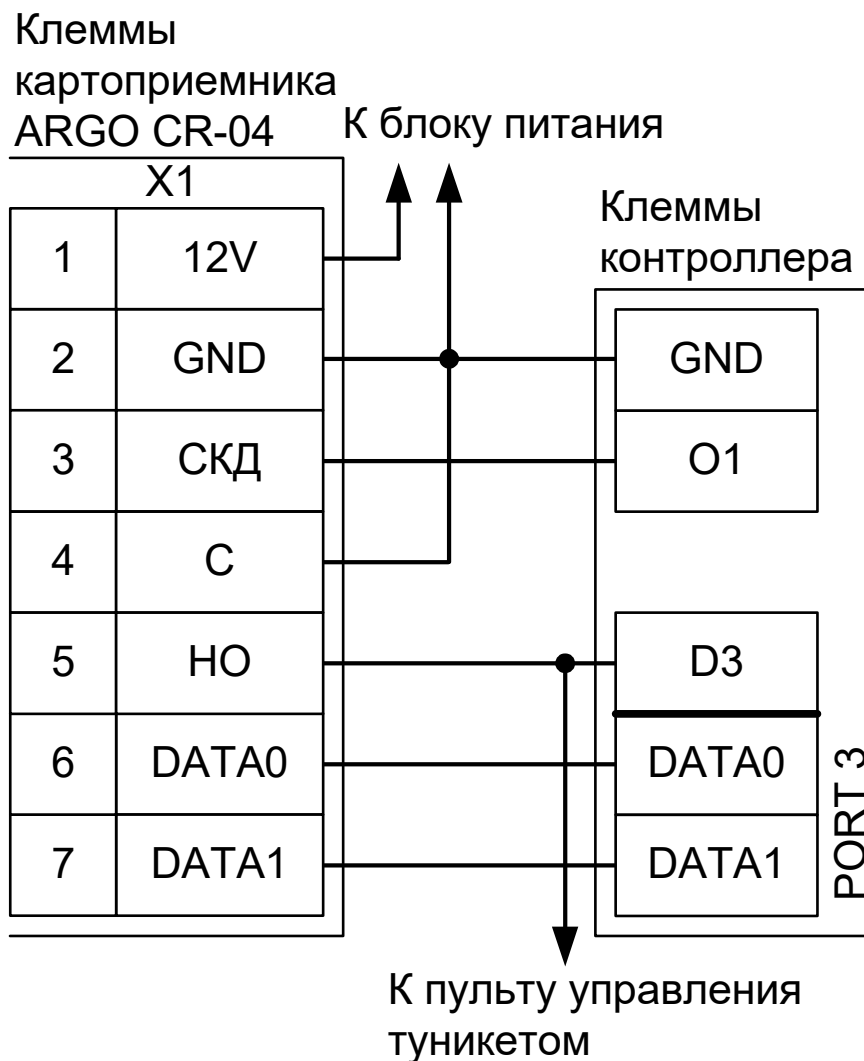 Клеммы
картоприемника
ARGO CR-04
К блоку питания
X1
1 12V
2 GND
3 СКД
4 С
5 НО
6 DATA0
7 DATA1
Клеммы
контроллера
GND
O1
D3
DATA0
DATA1
PORT 3
К пульту управления
туникетом